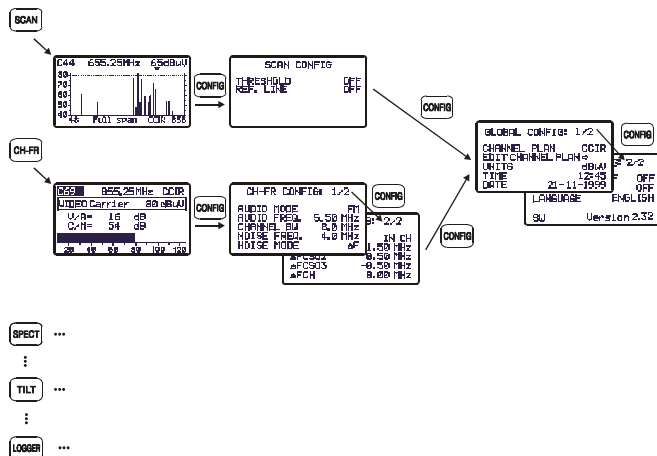 SCAN
C44 655.25MHz 65dBuV
80
70
60
50
40
46 Full span CCIR 856
CONFIG
SCAN CONFIG
THRESHOLD OFF
REF. LINE OFF
CONFIG
GLOBAL CONFIG: 1/2
CHANNEL PLAN CCIR
EDIT CHANNEL PLAN
UNITS dBuV
TIME 12:45
DATE 21-11-1999
CONFIG
2/2
OFF
OFF
LANGUAGE ENGLISH
SW Version 2.32
CH-FR
C69 855,25MHz CCIR
VIDEO Carrier 80 dBuV
V/A= 16 dB
C/N= 54 dB
20 40 60 80 100 120
CONFIG
CH-FR CONFIG: 1/2
AUDIO MODE FM
AUDIO FREQ. 5.50 MHz
CHANNEL BW 8.0 MHz
NOISE FREQ. 4.0 MHz
NOISE MODE ΔF
CONFIG
2/2
IN CH
1.50 MHz
0.50 MHz
ΔFCSO3 -0.50 MHz
ΔFCH 0.00 MHz
CONFIG
SPECT ...
TILT ...
LOGGER ...